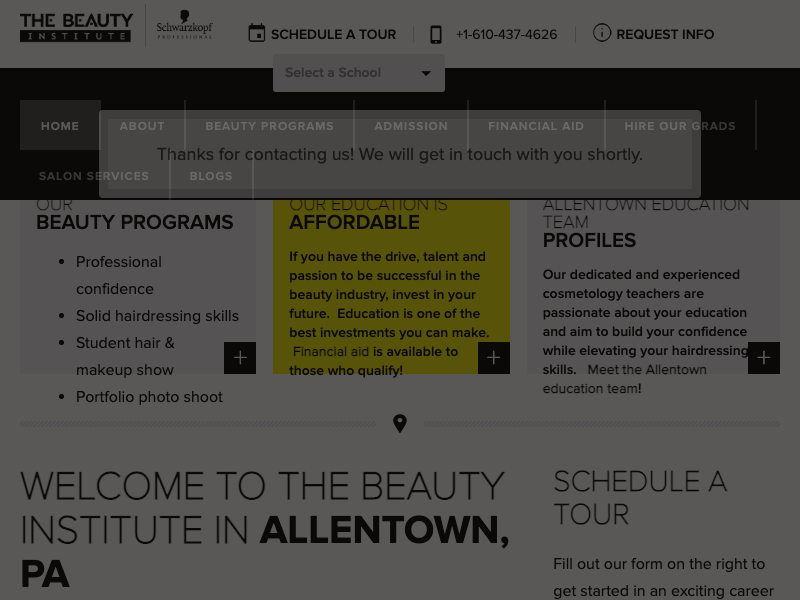 THE BEAUTY
INSTITUTE
Schwarzkopf
PROFESSIONAL
SCHEDULE A TOUR
+1-610-437-4626
REQUEST INFO
Select a School
HOME
ABOUT
BEAUTY PROGRAMS
ADMISSION
FINANCIAL AID
HIRE OUR GRADS
Thanks for contacting us! We will get in touch with you shortly.
SALON SERVICES
BLOGS
OUR
BEAUTY PROGRAMS
Professional
confidence
Solid hairdressing skills
Student hair &
makeup show
Portfolio photo shoot
OUR EDUCATION IS
AFFORDABLE
If you have the drive, talent and
passion to be successful in the
beauty industry, invest in your
future.  Education is one of the
best investments you can make.
Financial aid is available to
those who qualify!
ALLENTOWN EDUCATION
TEAM
PROFILES
Our dedicated and experienced
cosmetology teachers are
passionate about your education
and aim to build your confidence
while elevating your hairdressing
skills.   Meet the Allentown
education team!
WELCOME TO THE BEAUTY
INSTITUTE IN ALLENTOWN,
PA
SCHEDULE A
TOUR
Fill out our form on the right to
get started in an exciting career